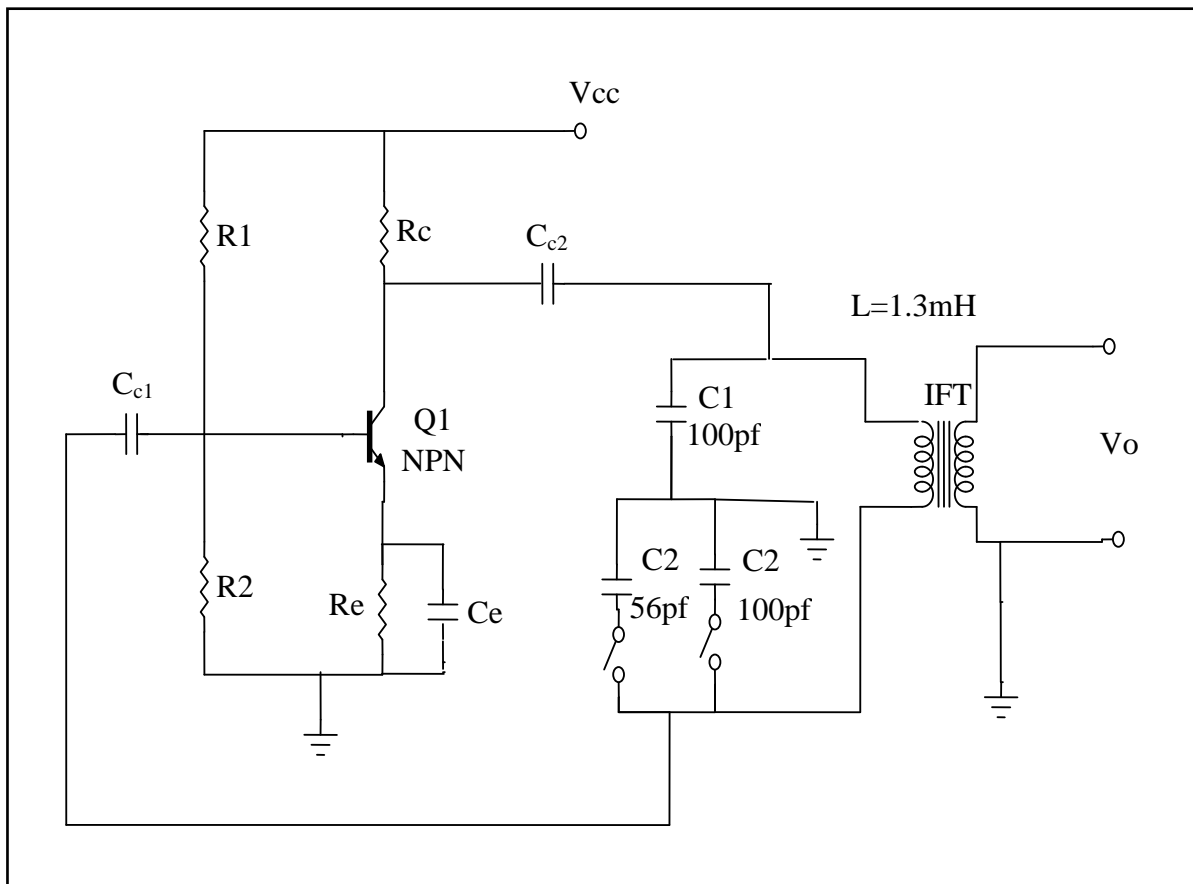 Vcc
R1
Rc
Cc2
L=1.3mH
Cc1
Q1
NPN
C1
100pf
IFT
Vo
R2
Re
Ce
C2
56pf
C2
100pf